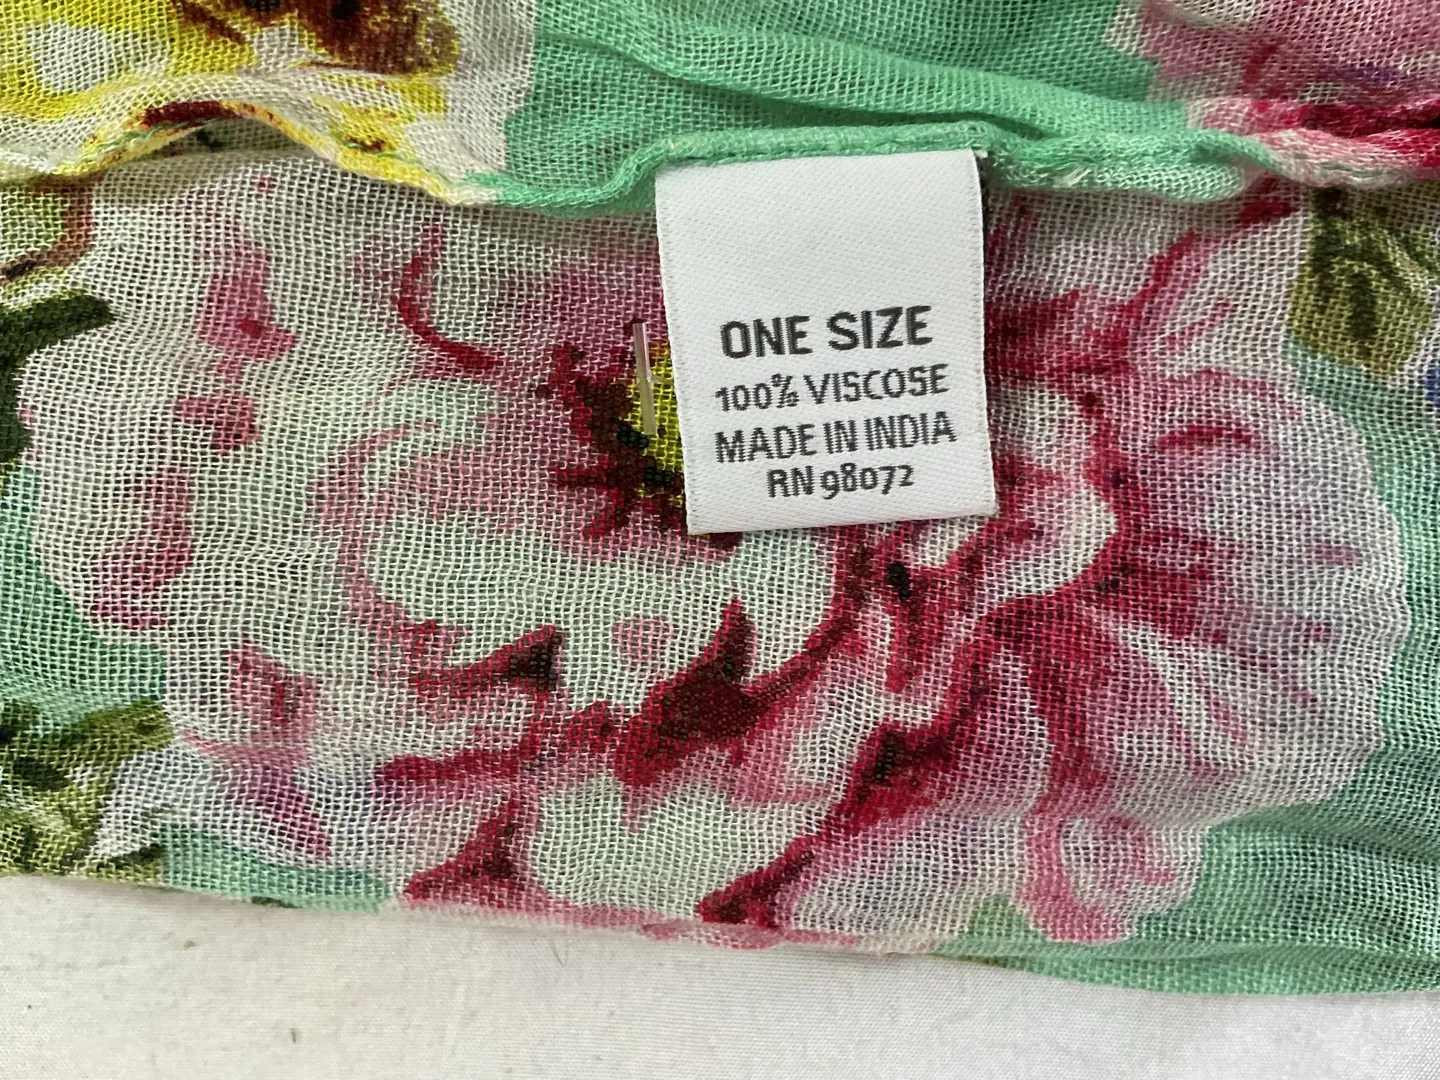 ONE SIZE
100% VISCOSE
MADE IN INDIA
RN 98072